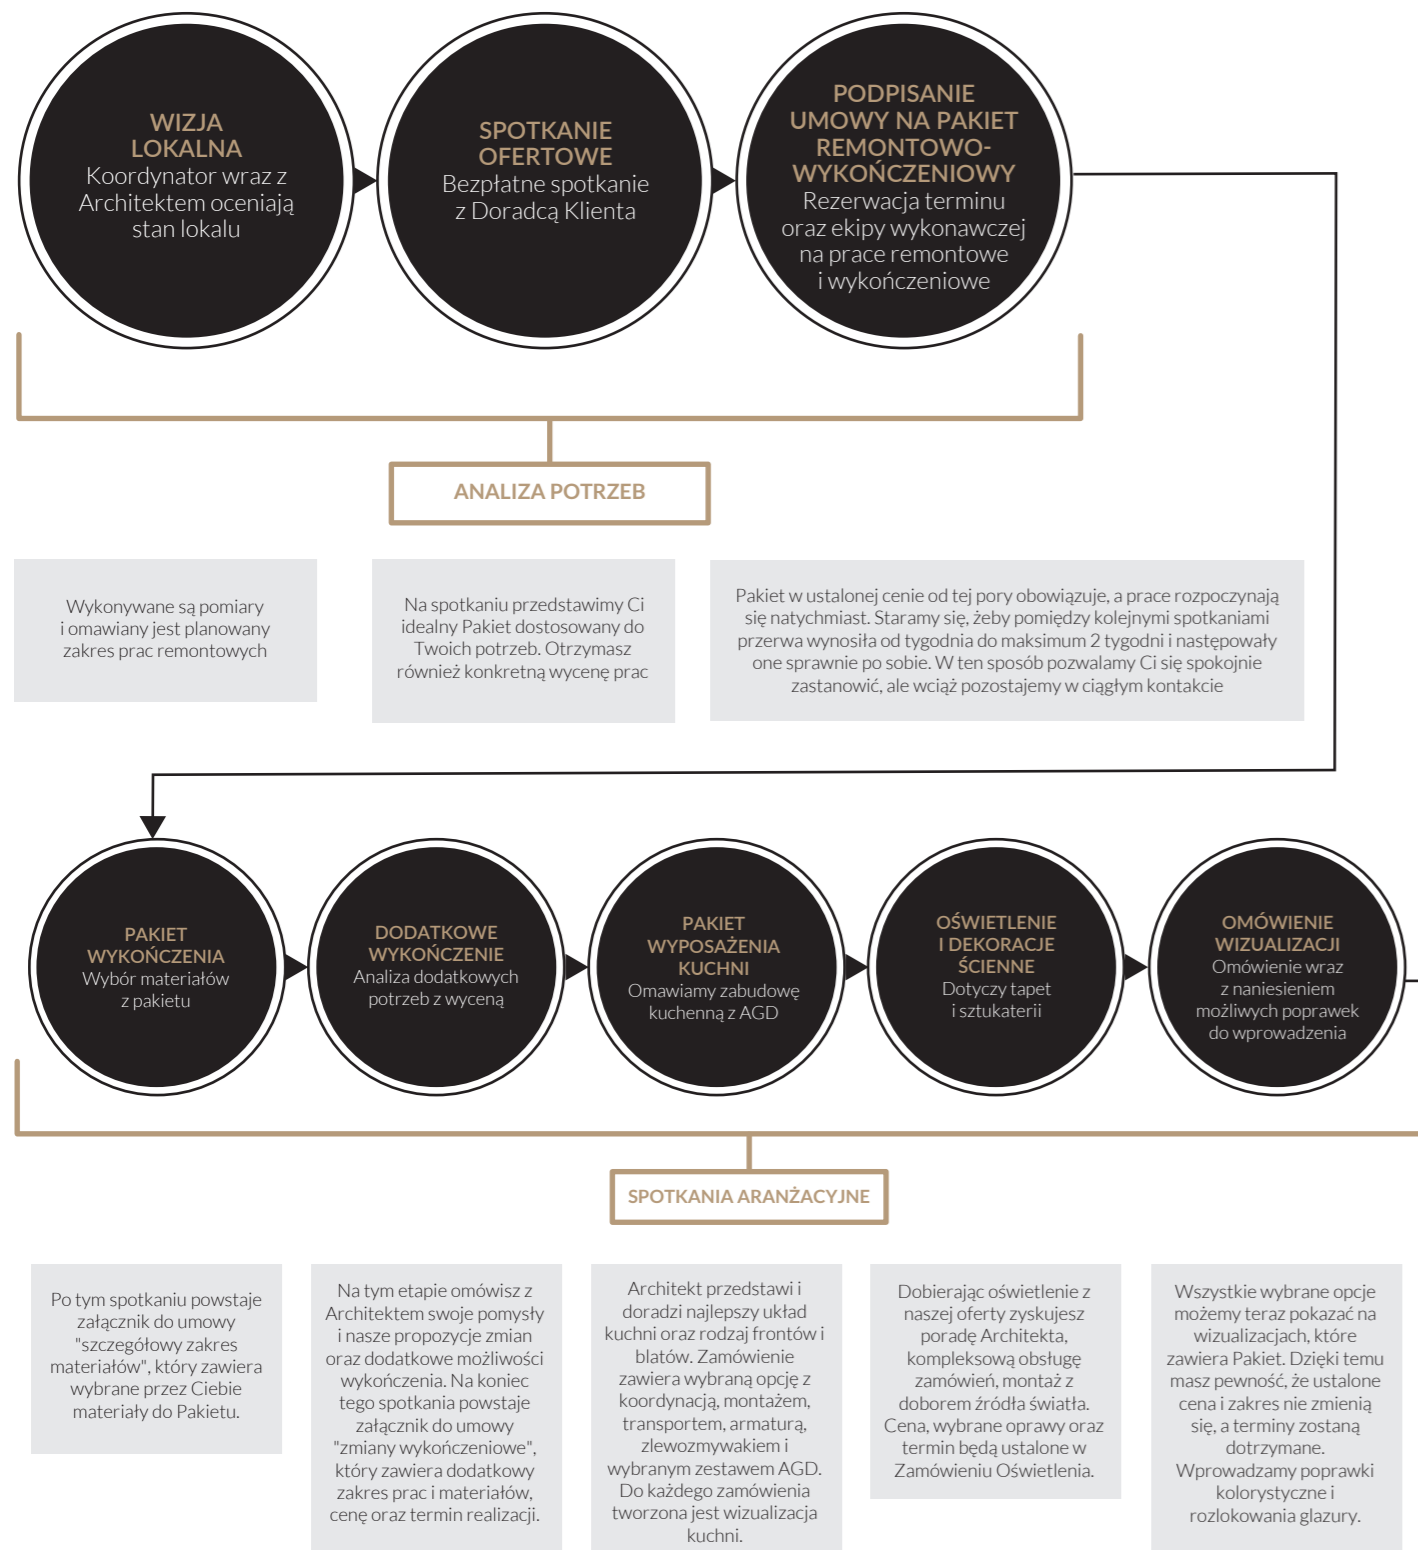 WIZJA
LOKALNA
Koordynator wraz z
Architektem oceniają
stan lokalu
SPOTKANIE
OFERTOWE
Bezpłatne spotkanie
z Doradcą Klienta
PODPISANIE
UMOWY NA PAKIET
REMONTOWO-
WYKOŃCZENIOWY
Rezerwacja terminu
oraz ekipy wykonawczej
na prace remontowe
i wykończeniowe
ANALIZA POTRZEB
Wykonywane są pomiary
i omawiany jest planowany
zakres prac remontowych
Na spotkaniu przedstawimy Ci
idealny Pakiet dostosowany do
Twoich potrzeb. Otrzymasz
również konkretną wycenę prac
Pakiet w ustalonej cenie od tej pory obowiązuje, a prace rozpoczynają
się natychmiast. Staramy się, żeby pomiędzy kolejnymi spotkaniami
przerwa wynosiła od tygodnia do maksimum 2 tygodni i następowały
one sprawnie po sobie. W ten sposób pozwalamy Ci się spokojnie
zastanowić, ale wciąż pozostajemy w ciągłym kontakcie
PAKIET
WYKOŃCZENIA
Wybór materiałów
z pakietu
DODATKOWE
WYKOŃCZENIE
Analiza dodatkowych
potrzeb z wyceną
PAKIET
WYPOSAŻENIA
KUCHNI
Omawiamy zabudowę
kuchenną z AGD
OŚWIETLENIE
I DEKORACJE
ŚCIENNE
Dotyczy tapet
i sztukaterii
OMÓWIENIE
WIZUALIZACJI
Omówienie wraz
z naniesieniem
możliwych poprawek
do wprowadzenia
SPOTKANIA ARANŻACYJNE
Po tym spotkaniu powstaje
załącznik do umowy
"szczegółowy zakres
materiałów", który zawiera
wybrane przez Ciebie
materiały do Pakietu.
Na tym etapie omówisz z
Architektem swoje pomysły
i nasze propozycje zmian
oraz dodatkowe możliwości
wykończenia. Na koniec
tego spotkania powstaje
załącznik do umowy
"zmiany wykończeniowe",
który zawiera dodatkowy
zakres prac i materiałów,
cenę oraz termin realizacji.
Architekt przedstawi i
doradzi najlepszy układ
kuchni oraz rodzaj frontów i
blatów. Zamówienie
zawiera wybraną opcję z
koordynacją, montażem,
transportem, armaturą,
zlewozmywakiem i
wybranym zestawem AGD.
Do każdego zamówienia
tworzona jest wizualizacja
kuchni.
Dobierając oświetlenie z
naszej oferty zyskujesz
poradę Architekta,
kompleksową obsługę
zamówień, montaż z
doborem źródła światła.
Cena, wybrane oprawy oraz
termin będą ustalone w
Zamówieniu Oświetlenia.
Wszystkie wybrane opcje
możemy teraz pokazać na
wizualizacjach, które
zawiera Pakiet. Dzięki temu
masz pewność, że ustalone
cena i zakres nie zmienią
się, a terminy zostaną
dotrzymane.
Wprowadzamy poprawki
kolorystyczne i
rozlokowania glazury.